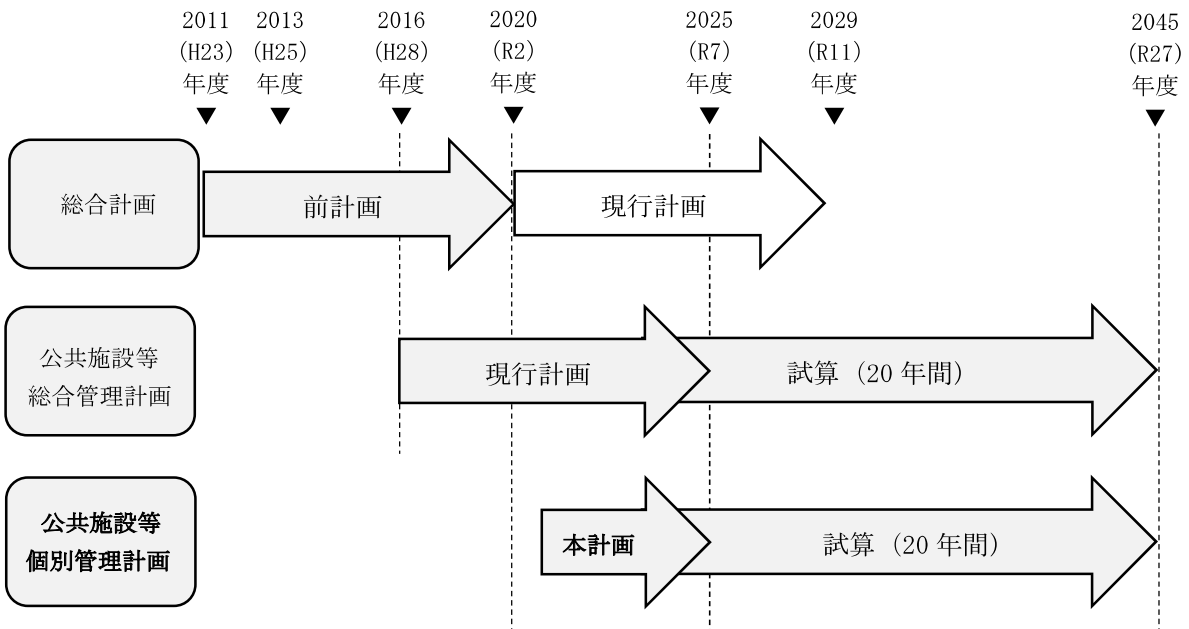 2011
(H23)
年度
2013
(H25)
年度
2016
(H28)
年度
2020
(R2)
年度
2025
(R7)
年度
2029
(R11)
年度
2045
(R27)
年度
総合計画
前計画
現行計画
公共施設等
総合管理計画
現行計画
試算（20 年間）
公共施設等
個別管理計画
本計画
試算（20 年間）